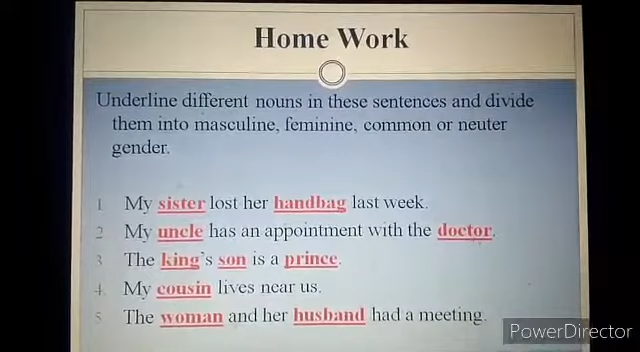 Home Work
Underline different nouns in these sentences and divide
them into masculine, feminine, common or neuter
gender.
1 My sister lost her handbag last week.
2 My uncle has an appointment with the doctor.
3 The king's son is a prince.
4. My cousin lives near us.
5 The woman and her husband had a meeting.
PowerDirector